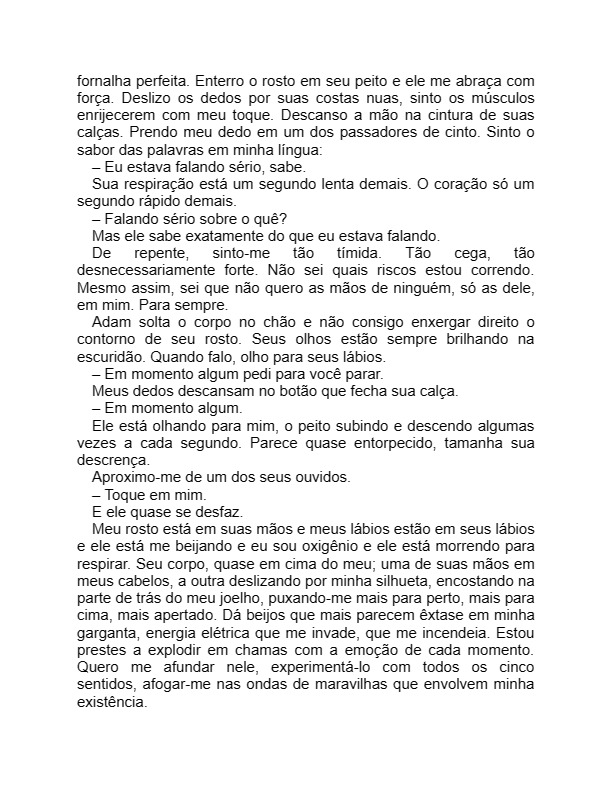 fornalha perfeita. Enterro o rosto em seu peito e ele me abraça com
força. Deslizo os dedos por suas costas nuas, sinto os músculos
enrijecerem com meu toque. Descanso a mão na cintura de suas
calças. Prendo meu dedo em um dos passadores de cinto. Sinto o
sabor das palavras em minha língua:
– Eu estava falando sério, sabe.
Sua respiração está um segundo lenta demais. O coração só um
segundo rápido demais.
– Falando sério sobre o quê?
Mas ele sabe exatamente do que eu estava falando.
De repente, sinto-me tão tímida. Tão cega, tão
desnecessariamente forte. Não sei quais riscos estou correndo.
Mesmo assim, sei que não quero as mãos de ninguém, só as dele,
em mim. Para sempre.
Adam solta o corpo no chão e não consigo enxergar direito o
contorno de seu rosto. Seus olhos estão sempre brilhando na
escuridão. Quando falo, olho para seus lábios.
– Em momento algum pedi para você parar.
Meus dedos descansam no botão que fecha sua calça.
– Em momento algum.
Ele está olhando para mim, o peito subindo e descendo algumas
vezes a cada segundo. Parece quase entorpecido, tamanha sua
descrença.
Aproximo-me de um dos seus ouvidos.
– Toque em mim.
E ele quase se desfaz.
Meu rosto está em suas mãos e meus lábios estão em seus lábios
e ele está me beijando e eu sou oxigênio e ele está morrendo para
respirar. Seu corpo, quase em cima do meu; uma de suas mãos em
meus cabelos, a outra deslizando por minha silhueta, encostando na
parte de trás do meu joelho, puxando-me mais para perto, mais para
cima, mais apertado. Dá beijos que mais parecem êxtase em minha
garganta, energia elétrica que me invade, que me incendeia. Estou
prestes a explodir em chamas com a emoção de cada momento.
Quero me afundar nele, experimentá-lo com todos os cinco
sentidos, afogar-me nas ondas de maravilhas que envolvem minha
existência.